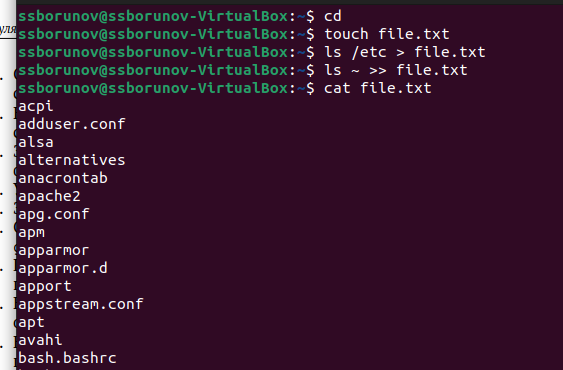 ssborunov@ssborunov-VirtualBox:~$ cd
ssborunov@ssborunov-VirtualBox:~$ touch file.txt
ssborunov@ssborunov-VirtualBox:~$ ls /etc > file.txt
ssborunov@ssborunov-VirtualBox:~$ ls ~ >> file.txt
ssborunov@ssborunov-VirtualBox:~$ cat file.txt
acpi
adduser.conf
alsa
alternatives
anacrontab
apache2
apg.conf
apm
apparmor
apparmor.d
apport
appstream.conf
apt
avahi
bash.bashrc